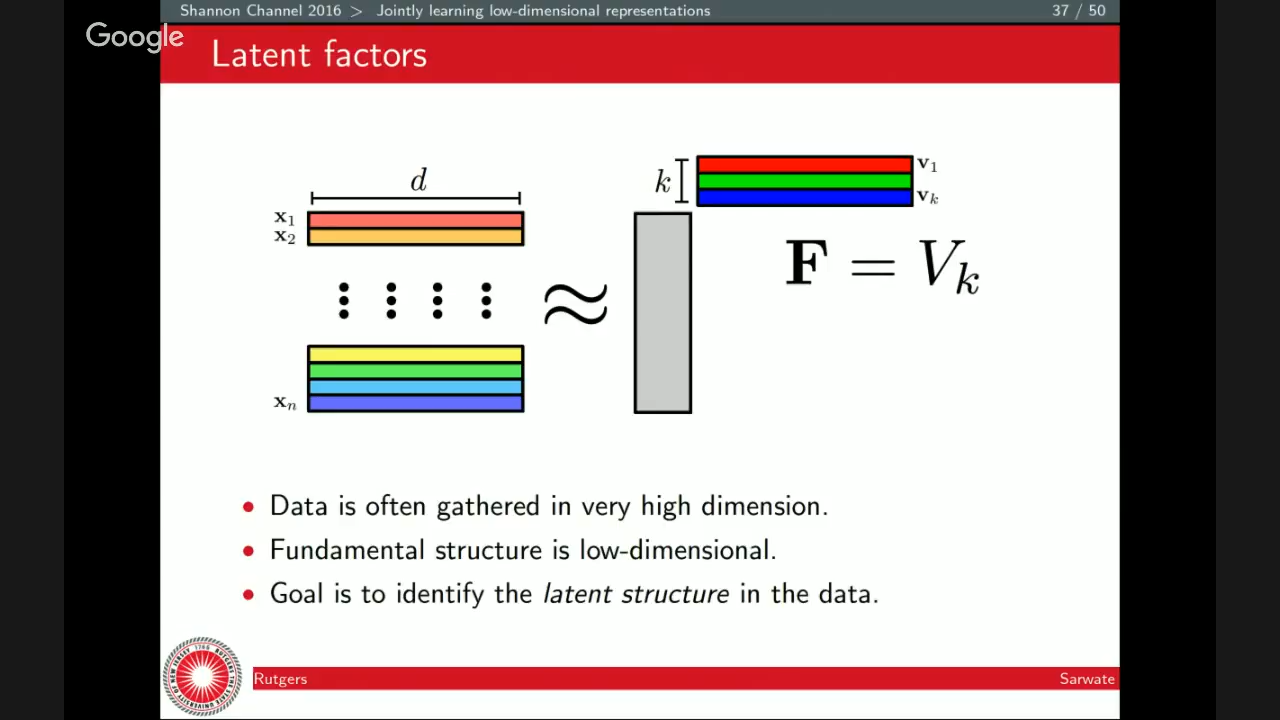 Shannon Channel 2016 > Jointly learning low-dimensional representations 37 / 50
Google
Latent factors
d
x1
x2
xn
≈
k
v1
vk
F = Vk
• Data is often gathered in very high dimension.
• Fundamental structure is low-dimensional.
• Goal is to identify the latent structure in the data.
Rutgers
Sarwate